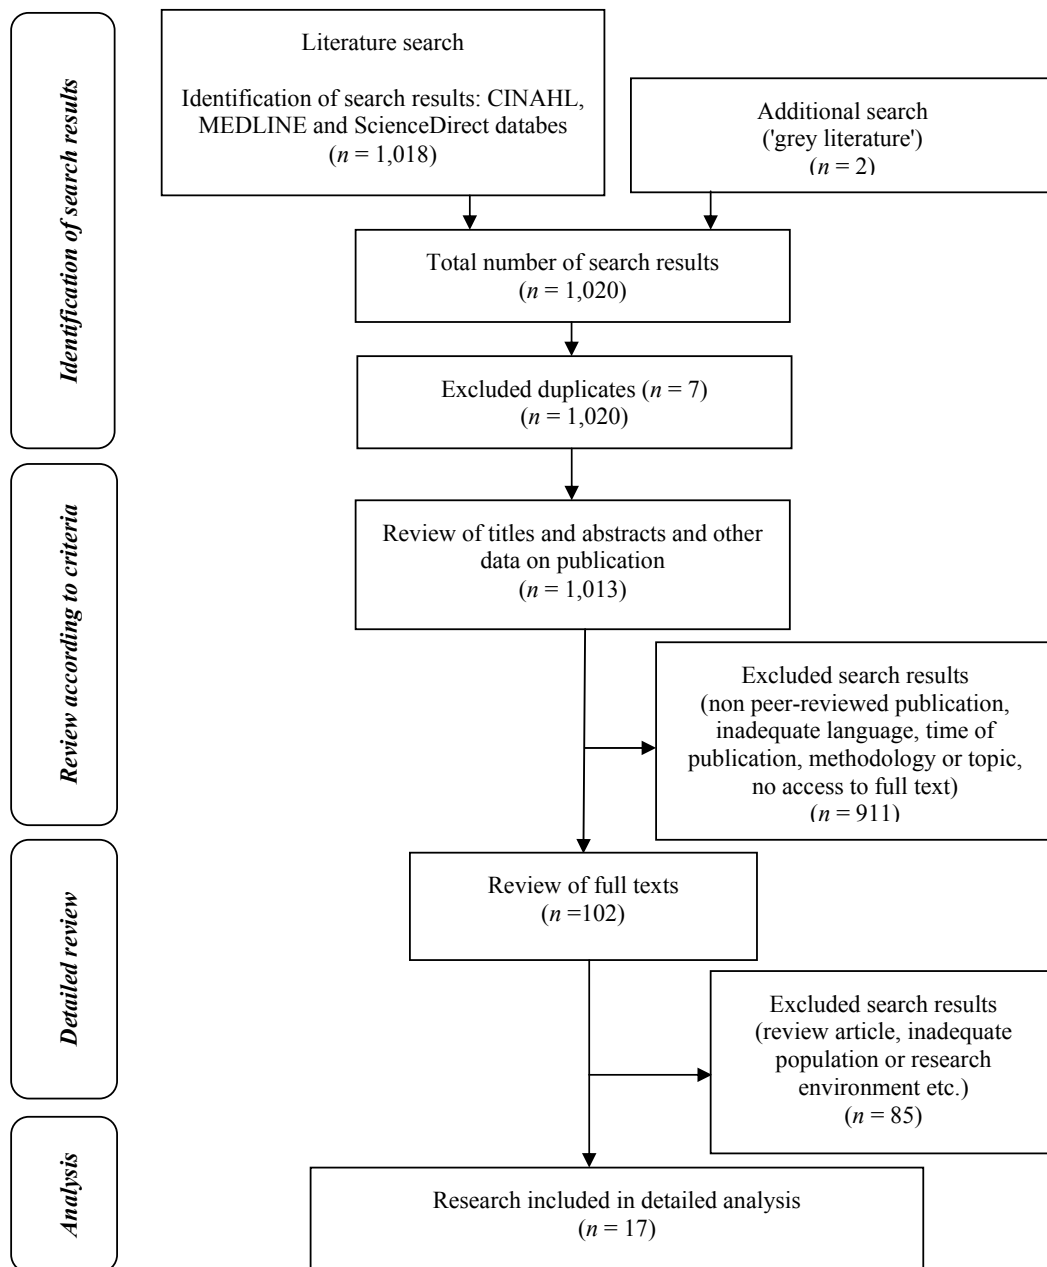 Identification of search results
Literature search
Identification of search results: CINAHL,
MEDLINE and ScienceDirect databes
(n = 1,018)
Additional search
('grey literature')
(n = 2)
Total number of search results
(n = 1,020)
Excluded duplicates (n = 7)
(n = 1,020)
Review according to criteria
Review of titles and abstracts and other
data on publication
(n = 1,013)
Excluded search results
(non peer-reviewed publication,
inadequate language, time of
publication, methodology or topic,
no access to full text)
(n = 911)
Detailed review
Review of full texts
(n =102)
Excluded search results
(review article, inadequate
population or research
environment etc.)
(n = 85)
Analysis
Research included in detailed analysis
(n = 17)